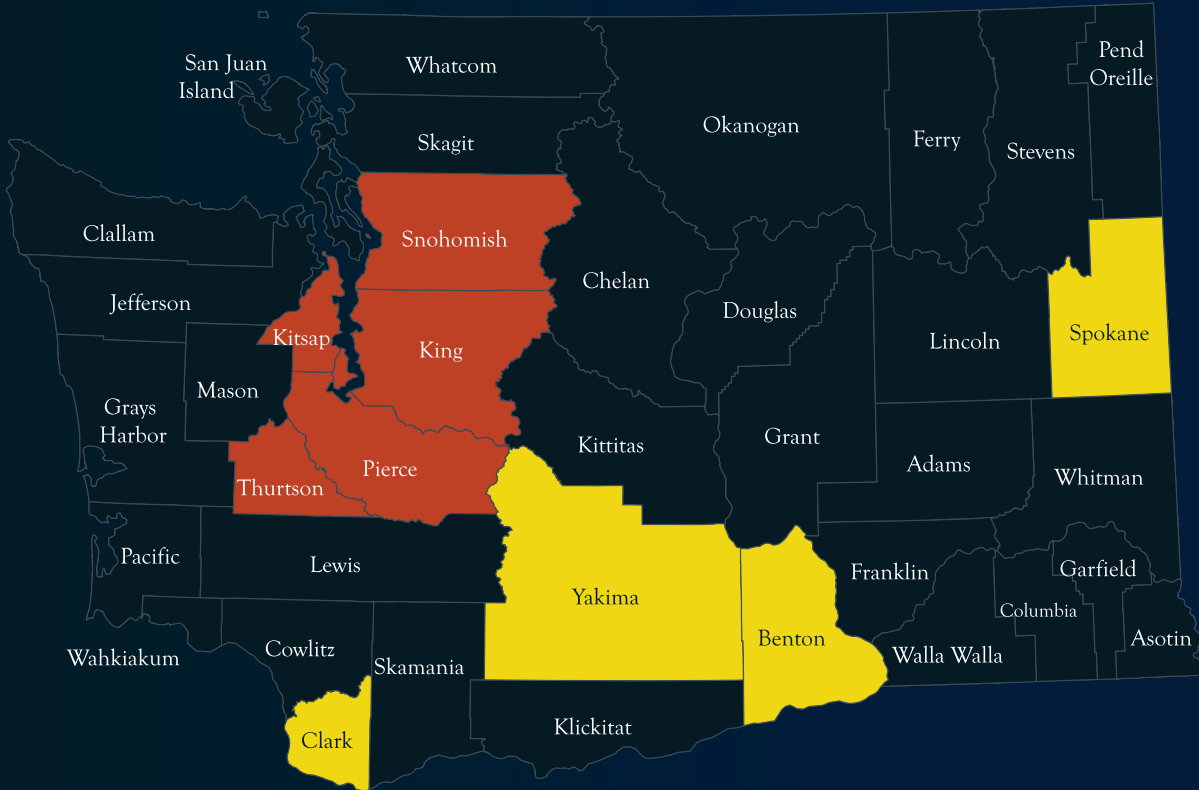 San Juan
Island
Whatcom
Pend
Oreille
Okanogan
Ferry
Skagit
Stevens
Clallam
Snohomish
Chelan
Jefferson
Douglas
Kitsap
King
Lincoln
Spokane
Mason
Grays
Harbor
Kittitas
Grant
Adams
Pierce
Whitman
Thurtson
Pacific
Lewis
Yakima
Franklin
Garfield
Columbia
Benton
Asotin
Wahkiakum
Cowlitz
Skamania
Walla Walla
Klickitat
Clark